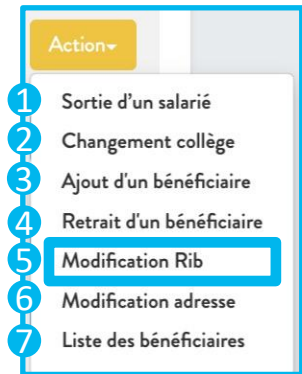 Action
1 Sortie d'un salarié
2 Changement collège
3 Ajout d'un bénéficiaire
4 Retrait d'un bénéficiaire
5 Modification Rib
6 Modification adresse
7 Liste des bénéficiaires